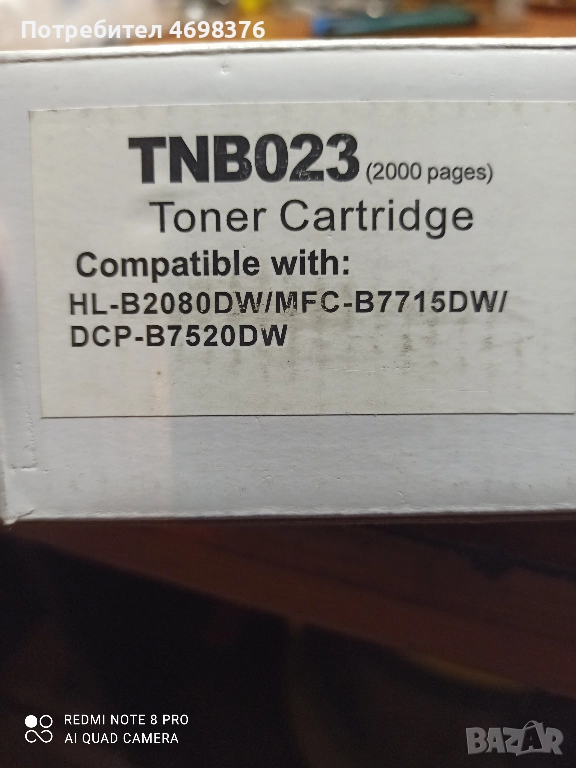 Потребител 4698376
TNB023 (2000 pages)
Toner Cartridge
Compatible with:
HL-B2080DW/MFC-B7715DW/
DCP-B7520DW
REDMI NOTE 8 PRO
AI QUAD CAMERA
BAZAR